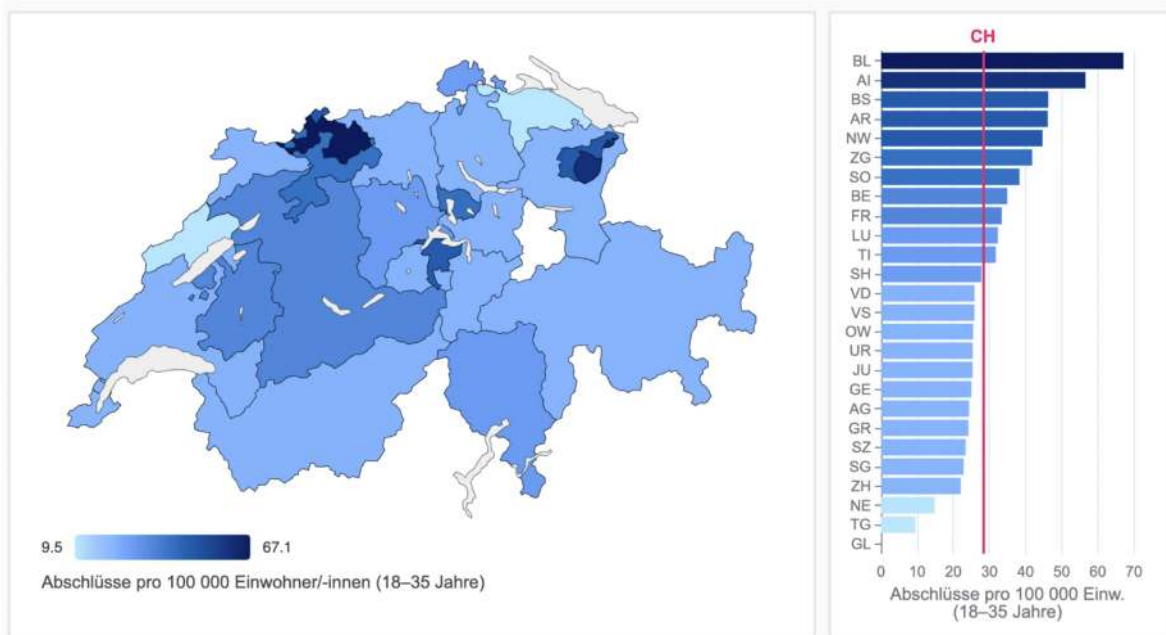 9.5
67.1
Abschlüsse pro 100 000 Einwohner/-innen (18–35 Jahre)
CH
BL
AI
BS
AR
NW
ZG
SO
BE
FR
LU
TI
SH
VD
VS
OW
UR
JU
GE
AG
GR
SZ
SG
ZH
NE
TG
GL
0 10 20 30 40 50 60 70
Abschlüsse pro 100 000 Einw.
(18–35 Jahre)